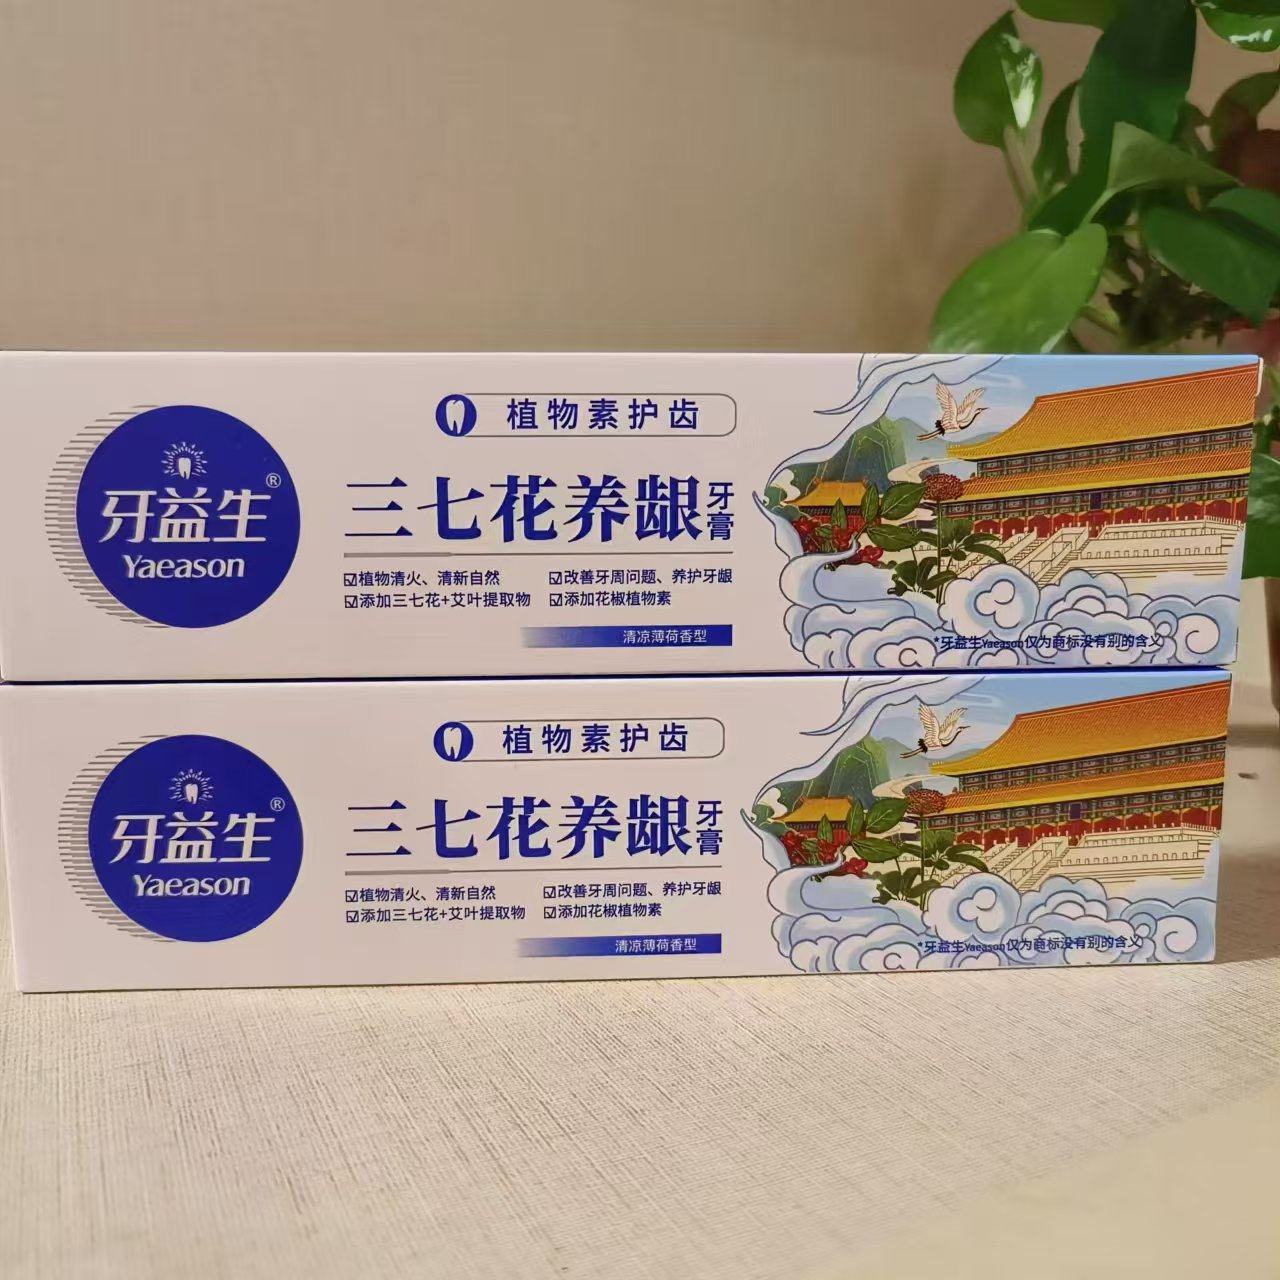 植物素护齿
牙益生®
Yaeason
三七花养龈牙膏
☑植物清火、清新自然 ☑改善牙周问题、养护牙龈
☑添加三七花+艾叶提取物 ☑添加花椒植物素
清凉薄荷香型
*牙益生Yaeason仅为商标没有别的含义
植物素护齿
牙益生®
Yaeason
三七花养龈牙膏
☑植物清火、清新自然 ☑改善牙周问题、养护牙龈
☑添加三七花+艾叶提取物 ☑添加花椒植物素
清凉薄荷香型
*牙益生Yaeason仅为商标没有别的含义